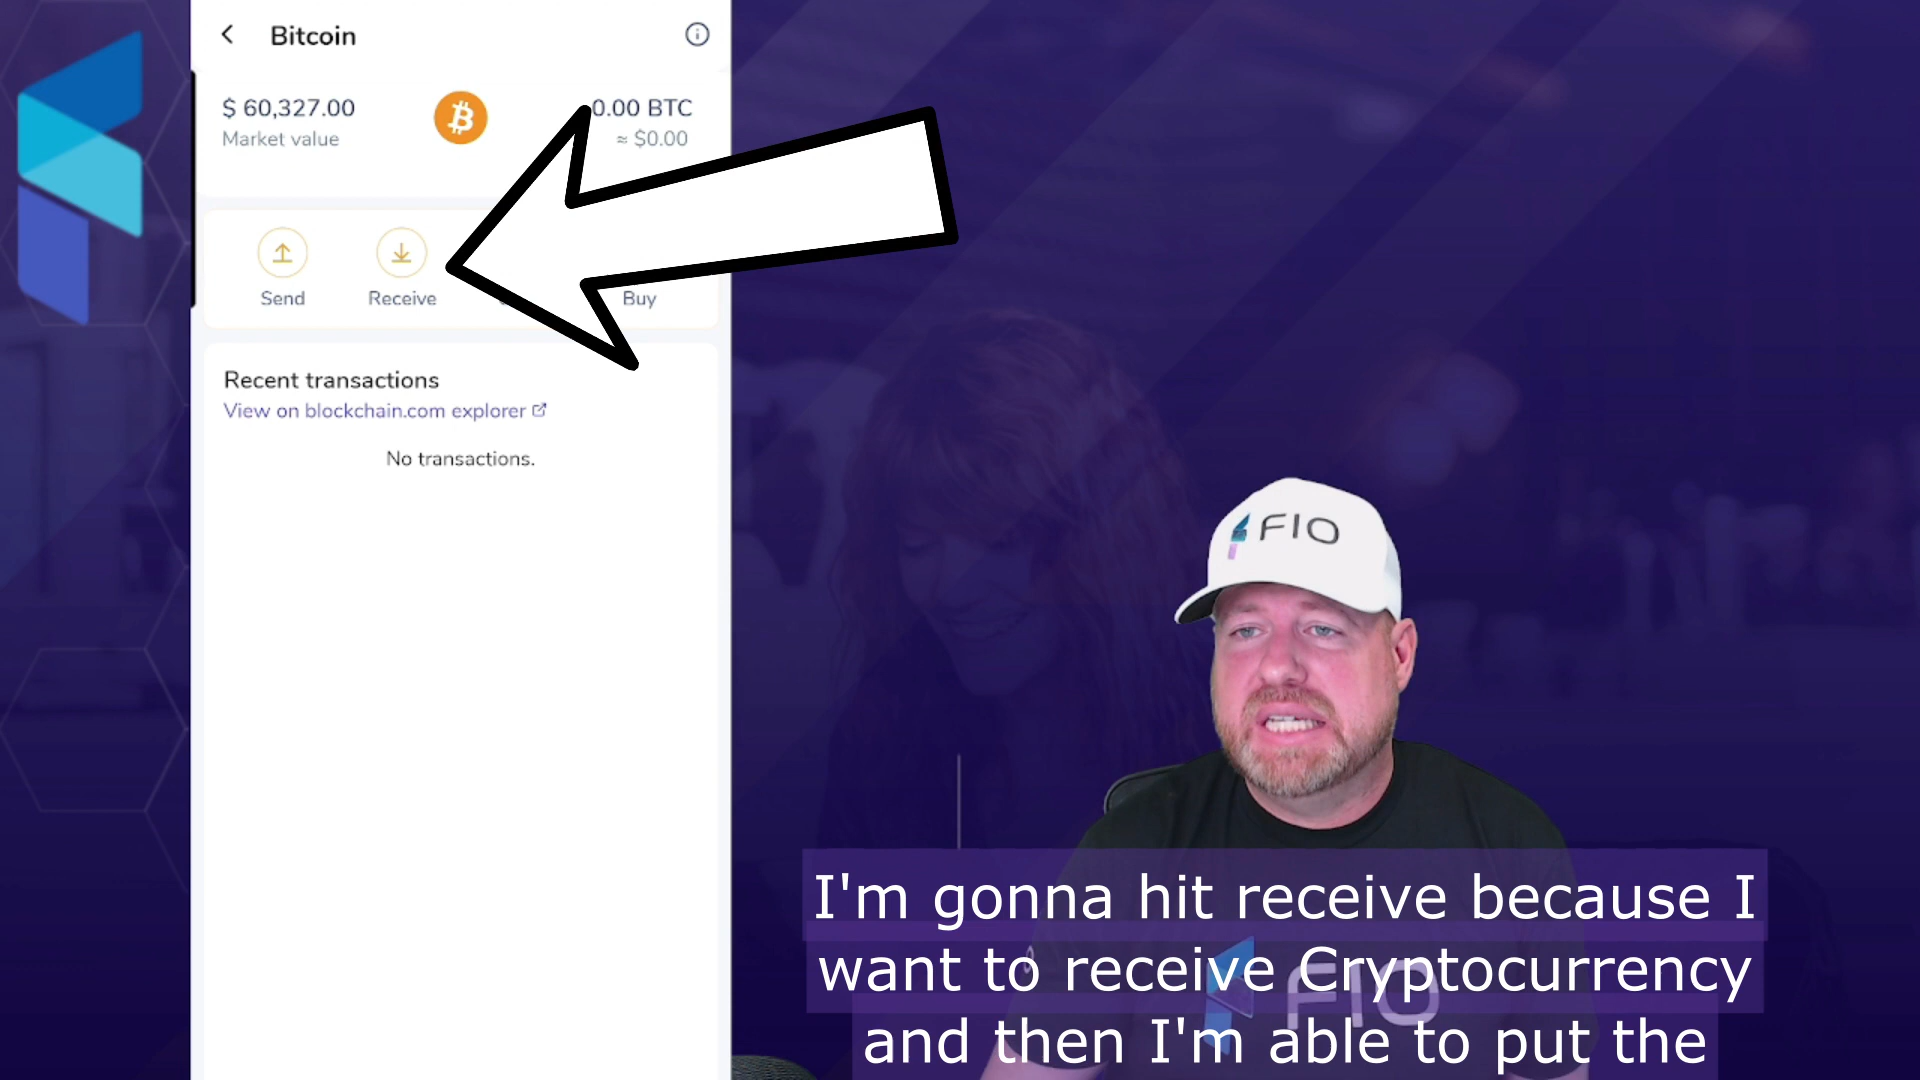 Bitcoin
$ 60,327.00
Market value
0.00 BTC
≈ $0.00
Send
Receive
Buy
Recent transactions
View on blockchain.com explorer
No transactions.
FIO
I'm gonna hit receive because I
want to receive Cryptocurrency
and then I'm able to put the
FIO